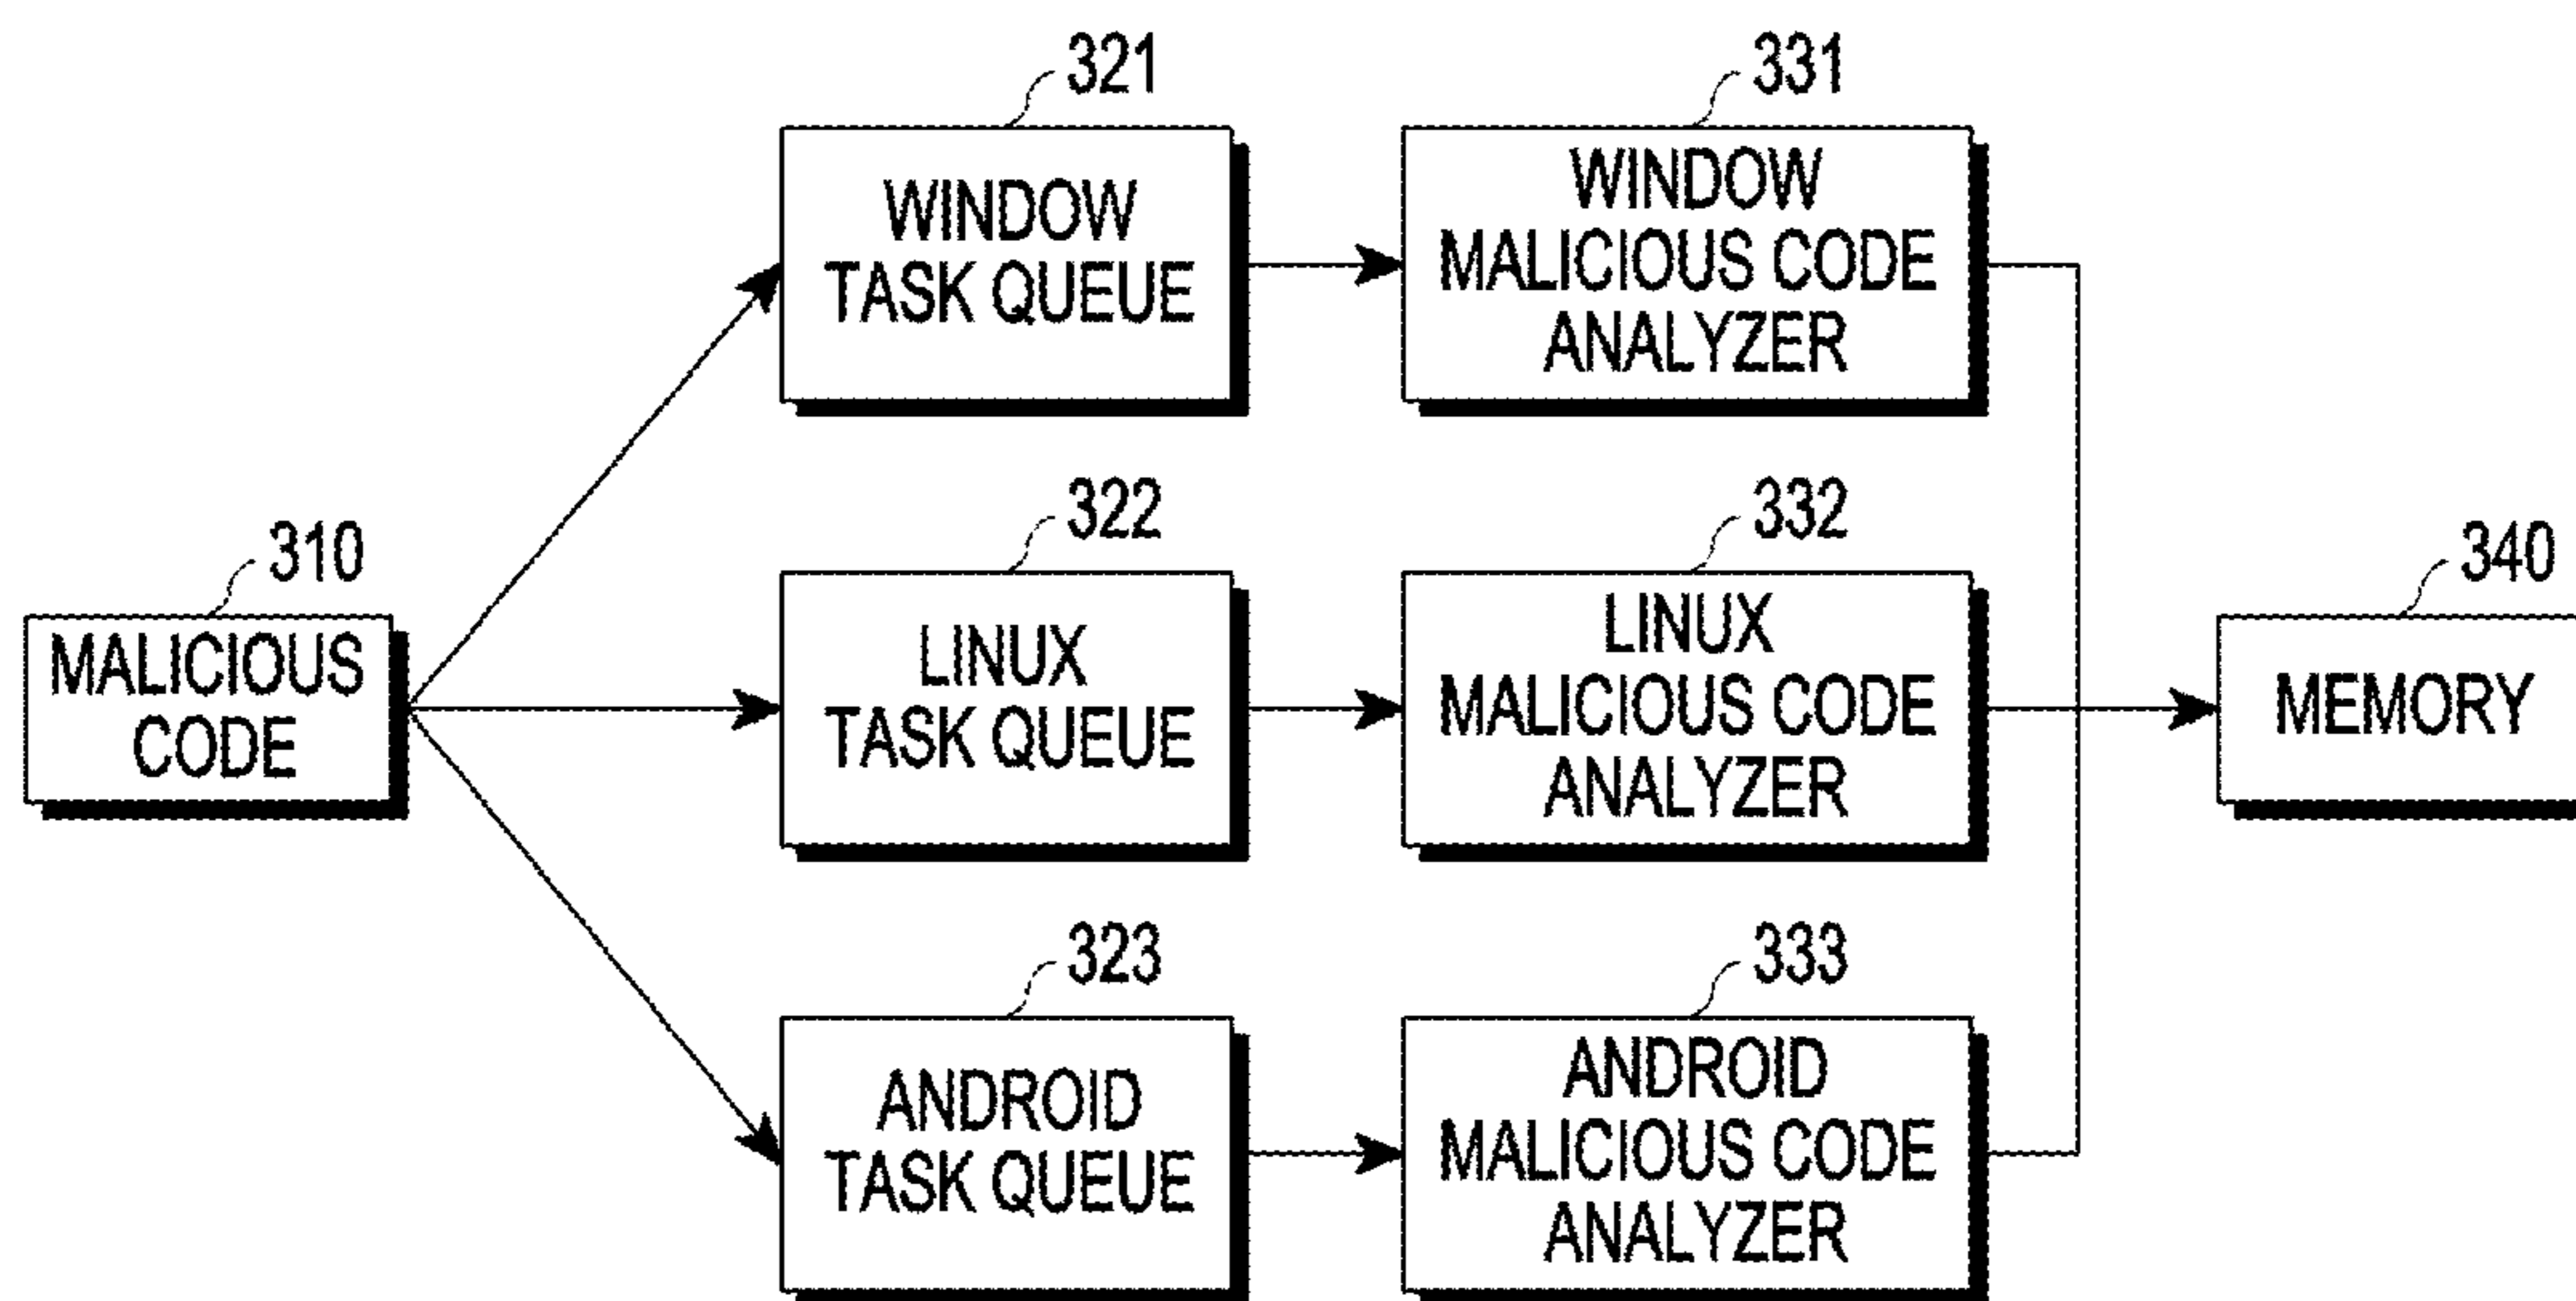 310
MALICIOUS
CODE
321
WINDOW
TASK QUEUE
322
LINUX
TASK QUEUE
323
ANDROID
TASK QUEUE
331
WINDOW
MALICIOUS CODE
ANALYZER
332
LINUX
MALICIOUS CODE
ANALYZER
333
ANDROID
MALICIOUS CODE
ANALYZER
340
MEMORY